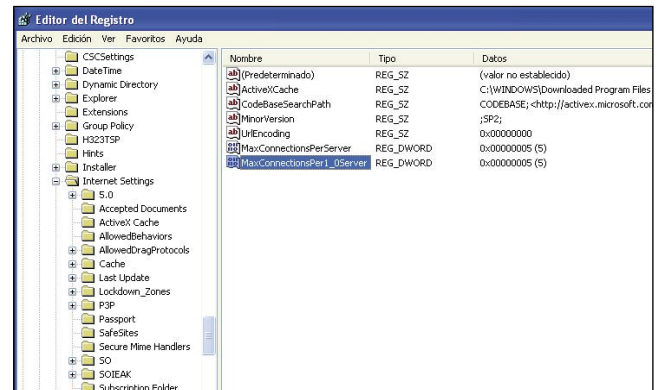 Editor del Registro
Archivo Edición Ver Favoritos Ayuda
CSCSettings
DateTime
Dynamic Directory
Explorer
Extensions
Group Policy
H323TSP
Hints
Installer
Internet Settings
5.0
Accepted Documents
ActiveX Cache
AllowedBehaviors
AllowedDragProtocols
Cache
Last Update
Lockdown_Zones
P3P
Passport
SafeSites
Secure Mime Handlers
SO
SOIEAK
Subscription Folder
Nombre Tipo Datos
(Predeterminado) REG_SZ (valor no establecido)
ActiveXCache REG_SZ C:\WINDOWS\Downloaded Program Files
CodeBaseSearchPath REG_SZ CODEBASE;<http://activex.microsoft.com
MinorVersion REG_SZ ;SP2;
UrlEncoding REG_SZ 0x00000000
MaxConnectionsPerServer REG_DWORD 0x00000005 (5)
MaxConnectionsPer1_0Server REG_DWORD 0x00000005 (5)